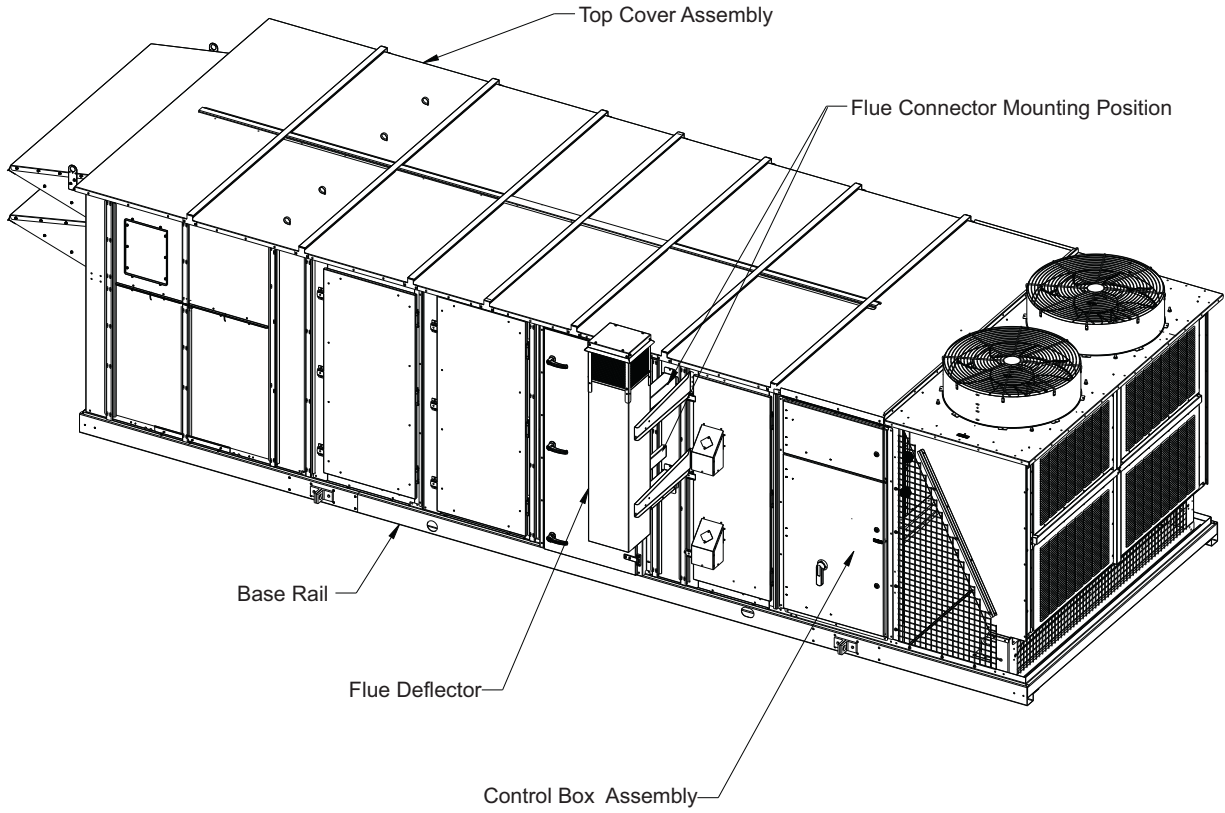 Top Cover Assembly
Flue Connector Mounting Position
Base Rail
Flue Deflector
Control Box Assembly